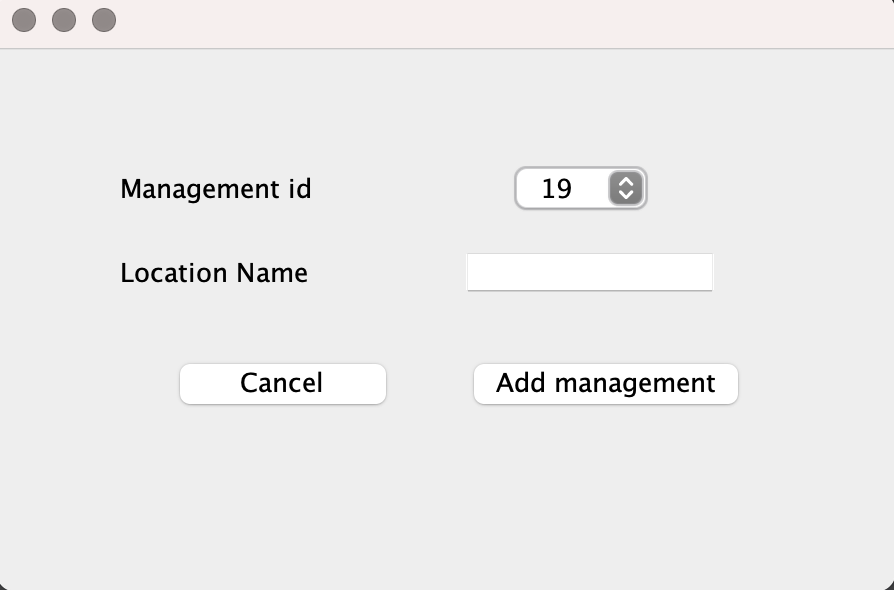 Management id 19
Location Name
Cancel Add management